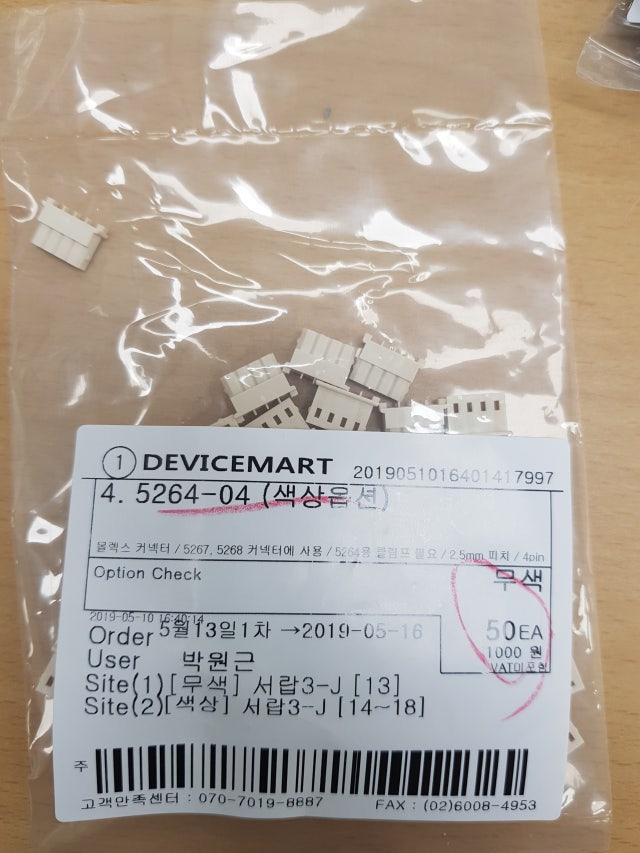 1 DEVICEMART 2019051016401417997
4. 5264-04 (색상옵션)
몰렉스 커넥터 / 5267, 5268 커넥터에 사용 / 5264용 클림프 필요 / 2.5mm 피치 / 4pin
Option Check 무색
2019-05-10 16:40:14
Order 5월13일1차 →2019-05-16 50EA
1000 원
User 박원근 VAT미포함
Site(1)[무색] 서랍3-J [13]
Site(2)[색상] 서랍3-J [14~18]
주
고객만족센터 : 070-7019-8887 FAX : (02)6008-4953